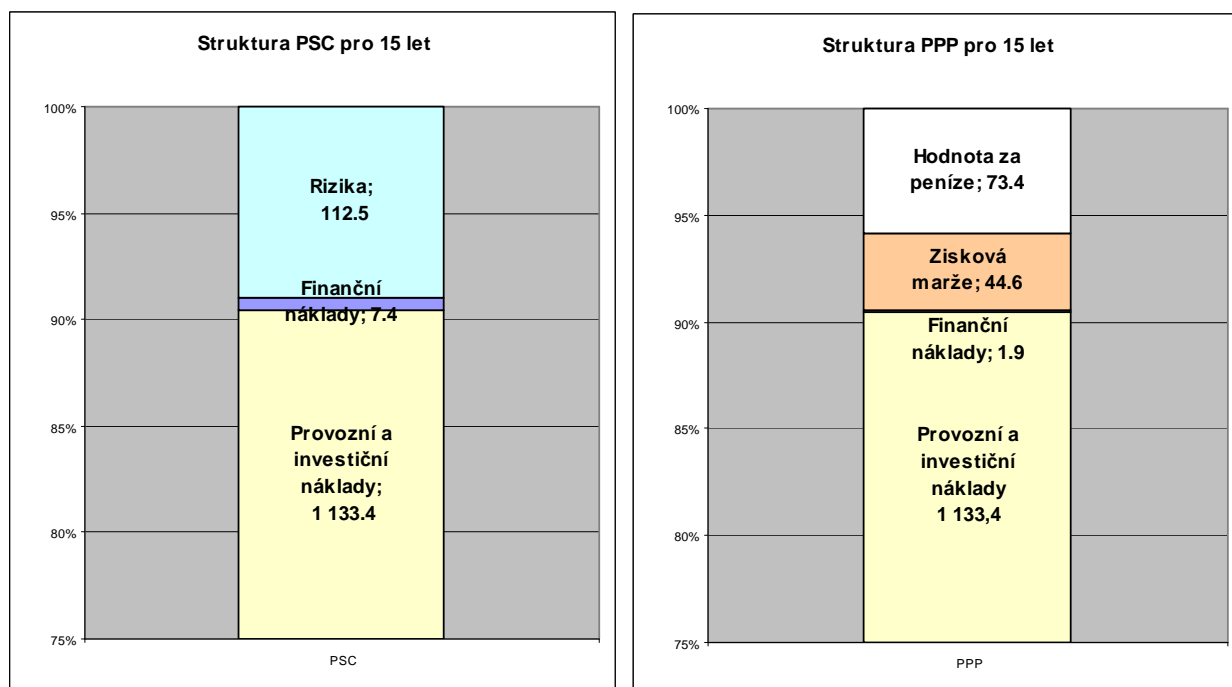 Struktura PSC pro 15 let
100%
95%
90%
85%
80%
75%
Rizika;
112.5
Finanční
náklady; 7.4
Provozní a
investiční
náklady;
1 133.4
PSC
Struktura PPP pro 15 let
100%
95%
90%
85%
80%
75%
Hodnota za
peníze; 73.4
Zisková
marže; 44.6
Finanční
náklady; 1.9
Provozní a
investiční
náklady
1 133,4
PPP